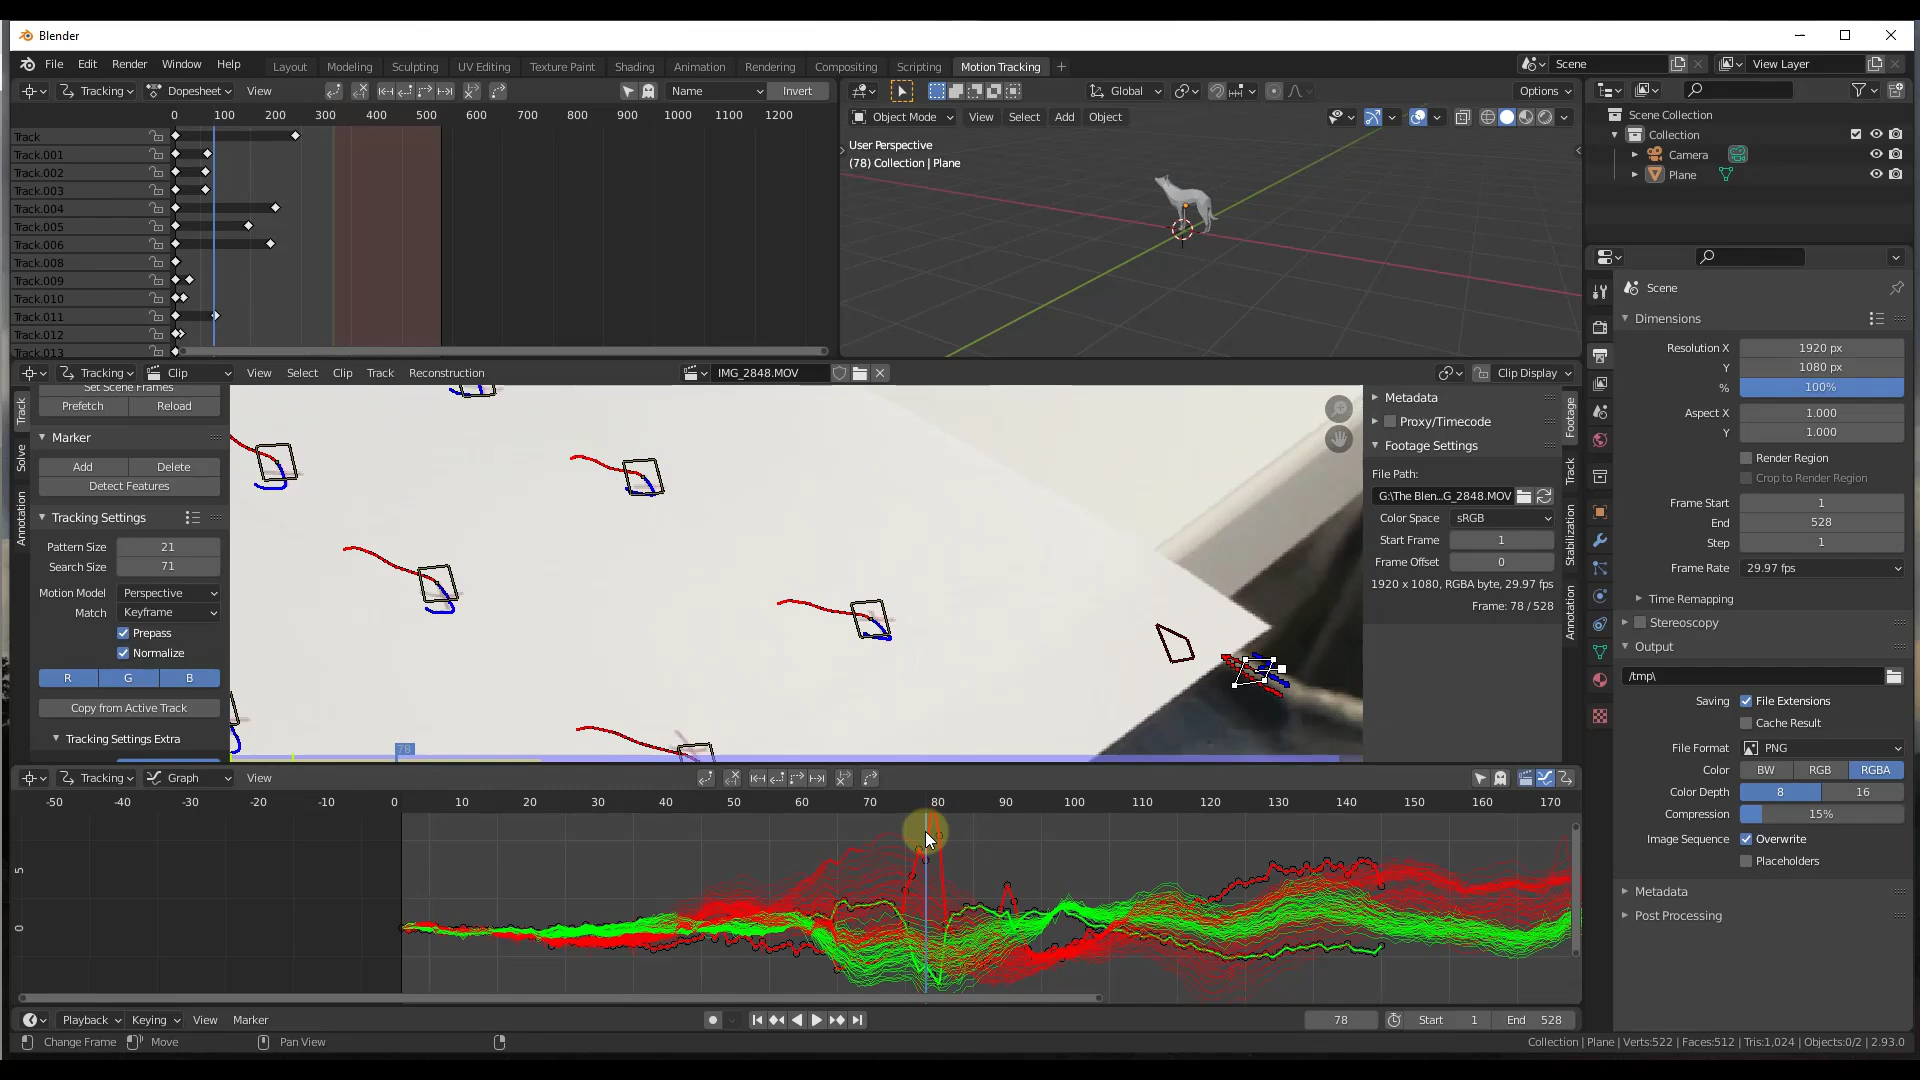 Blender
File Edit Render Window Help Layout Modeling Sculpting UV Editing Texture Paint Shading Animation Rendering Compositing Scripting Motion Tracking + Scene View Layer
Tracking Dopesheet View Name Invert
0 100 200 300 400 500 600 700 800 900 1000 1100 1200
Track
Track.001
Track.002
Track.003
Track.004
Track.005
Track.006
Track.008
Track.009
Track.010
Track.011
Track.012
Track.013
Global Options
Object Mode View Select Add Object
User Perspective
(78) Collection | Plane
Scene Collection
Collection
Camera
Plane
Tracking Clip View Select Clip Track Reconstruction IMG_2848.MOV Clip Display
Track
Solve
Annotation
Set Scene Frames
Prefetch Reload
Marker
Add Delete
Detect Features
Tracking Settings
Pattern Size 21
Search Size 71
Motion Model Perspective
Match Keyframe
Prepass
Normalize
R G B
Copy from Active Track
Tracking Settings Extra
78
Metadata
Proxy/Timecode
Footage Settings
File Path:
G:\The Blen...G_2848.MOV
Color Space sRGB
Start Frame 1
Frame Offset 0
1920 x 1080, RGBA byte, 29.97 fps
Frame: 78 / 528
Footage
Track
Stabilization
Annotation
Scene
Dimensions
Resolution X 1920 px
Y 1080 px
% 100%
Aspect X 1.000
Y 1.000
Render Region
Crop to Render Region
Frame Start 1
End 528
Step 1
Frame Rate 29.97 fps
Time Remapping
Stereoscopy
Output
/tmp\
Saving File Extensions
Cache Result
File Format PNG
Color BW RGB RGBA
Color Depth 8 16
Compression 15%
Image Sequence Overwrite
Placeholders
Metadata
Post Processing
Tracking Graph View
-50 -40 -30 -20 -10 0 10 20 30 40 50 60 70 80 90 100 110 120 130 140 150 160 170
5
0
Playback Keying View Marker 78 Start 1 End 528
Change Frame Move Pan View Collection | Plane | Verts:522 | Faces:512 | Tris:1,024 | Objects:0/2 | 2.93.0